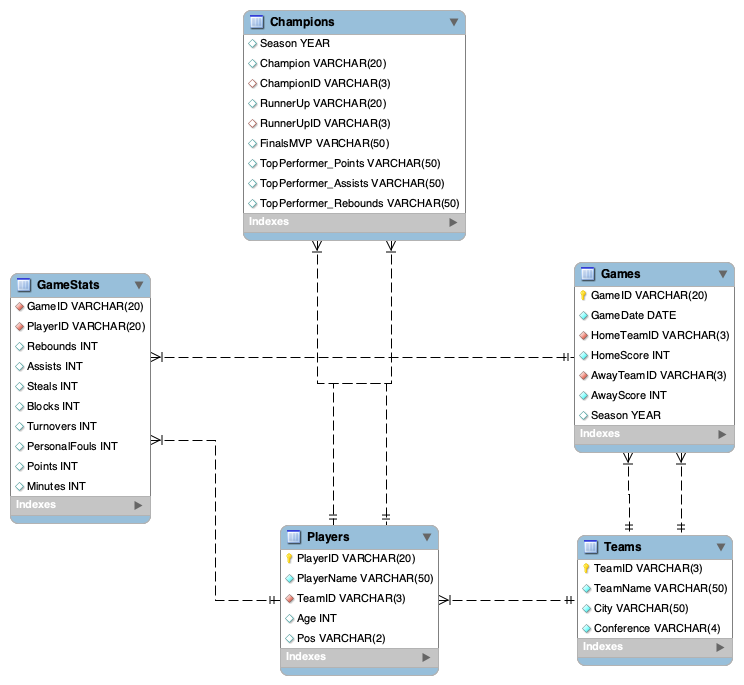 Champions
Season YEAR
Champion VARCHAR(20)
ChampionID VARCHAR(3)
RunnerUp VARCHAR(20)
RunnerUpID VARCHAR(3)
FinalsMVP VARCHAR(50)
TopPerformer_Points VARCHAR(50)
TopPerformer_Assists VARCHAR(50)
TopPerformer_Rebounds VARCHAR(50)
Indexes
GameStats
GameID VARCHAR(20)
PlayerID VARCHAR(20)
Rebounds INT
Assists INT
Steals INT
Blocks INT
Turnovers INT
PersonalFouls INT
Points INT
Minutes INT
Indexes
Games
GameID VARCHAR(20)
GameDate DATE
HomeTeamID VARCHAR(3)
HomeScore INT
AwayTeamID VARCHAR(3)
AwayScore INT
Season YEAR
Indexes
Players
PlayerID VARCHAR(20)
PlayerName VARCHAR(50)
TeamID VARCHAR(3)
Age INT
Pos VARCHAR(2)
Indexes
Teams
TeamID VARCHAR(3)
TeamName VARCHAR(50)
City VARCHAR(50)
Conference VARCHAR(4)
Indexes